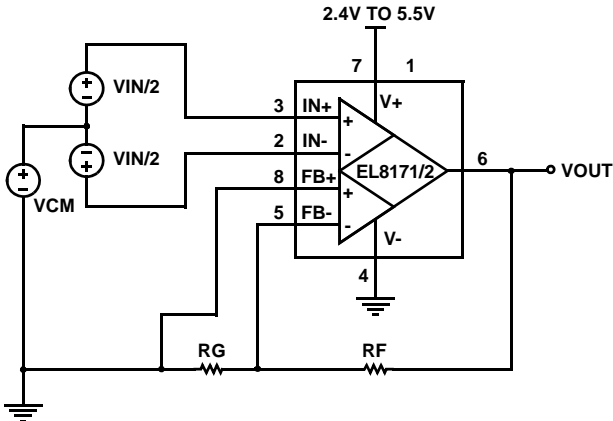 2.4V TO 5.5V
7 1
VIN/2
3 IN+ V+
+ -
+
2 IN-
-
VIN/2
- +
EL8171/2
6
VOUT
8 FB+
+
+ -
VCM
5 FB-
-
V-
4
RG RF